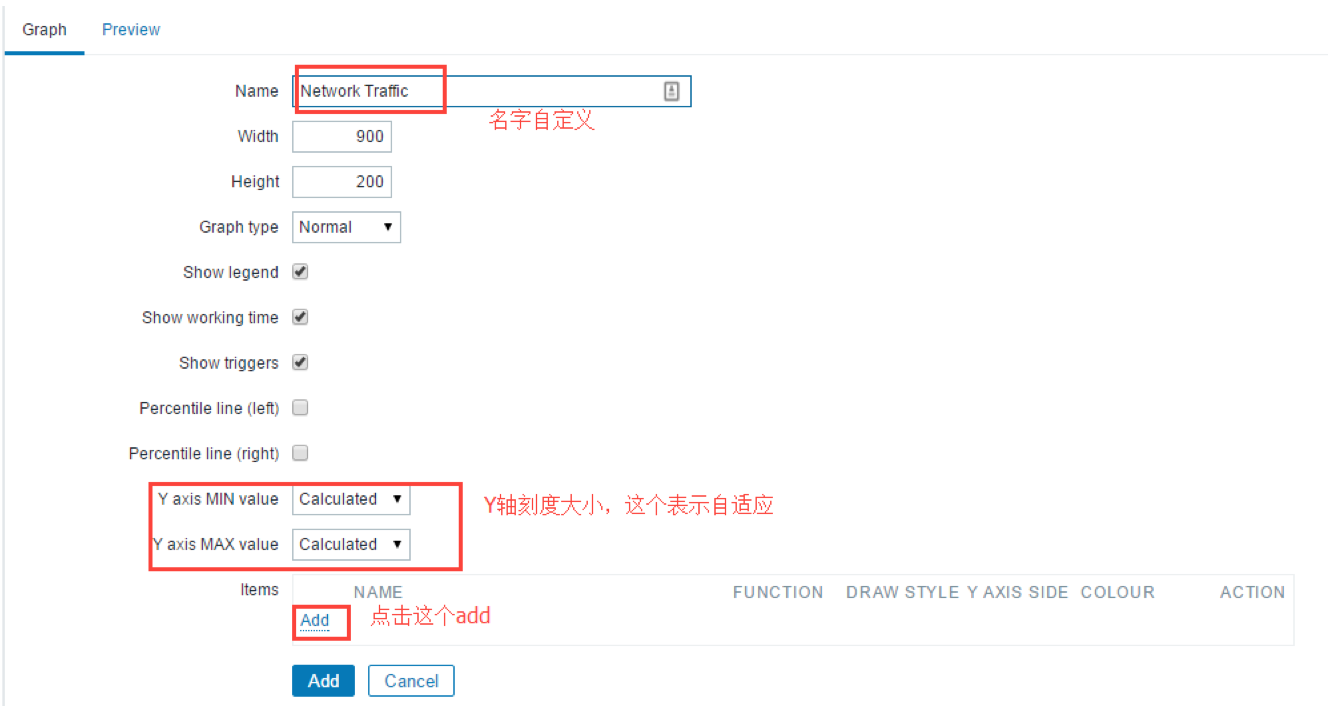 Graph Preview
Name Network Traffic
名字自定义
Width 900
Height 200
Graph type Normal
Show legend
Show working time
Show triggers
Percentile line (left)
Percentile line (right)
Y axis MIN value Calculated
Y轴刻度大小，这个表示自适应
Y axis MAX value Calculated
Items NAME FUNCTION DRAW STYLE Y AXIS SIDE COLOUR ACTION
Add 点击这个add
Add Cancel